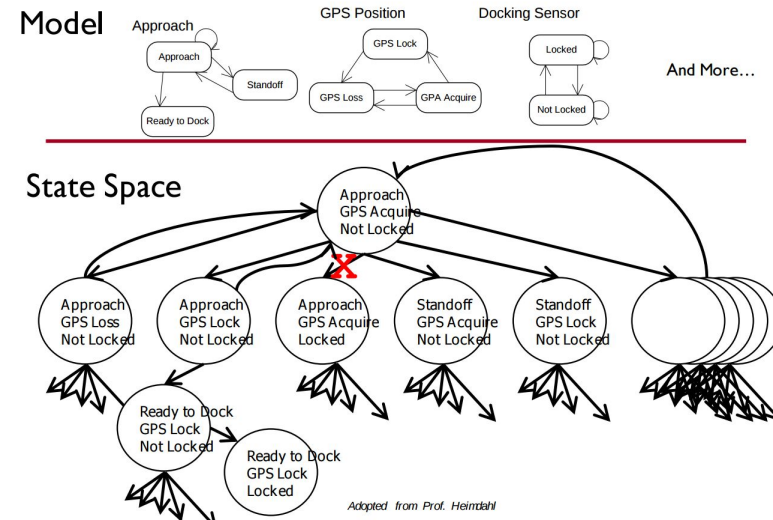 Model
Approach
GPS Position
Docking Sensor
Approach
Standoff
Ready to Dock
GPS Lock
GPS Loss
GPA Acquire
Locked
Not Locked
And More…
State Space
Approach
GPS Acquire
Not Locked
X
Approach
GPS Loss
Not Locked
Approach
GPS Lock
Not Locked
Approach
GPS Acquire
Locked
Standoff
GPS Acquire
Not Locked
Standoff
GPS Lock
Not Locked
Ready to Dock
GPS Lock
Not Locked
Ready to Dock
GPS Lock
Locked
Adopted from Prof. Heimdahl